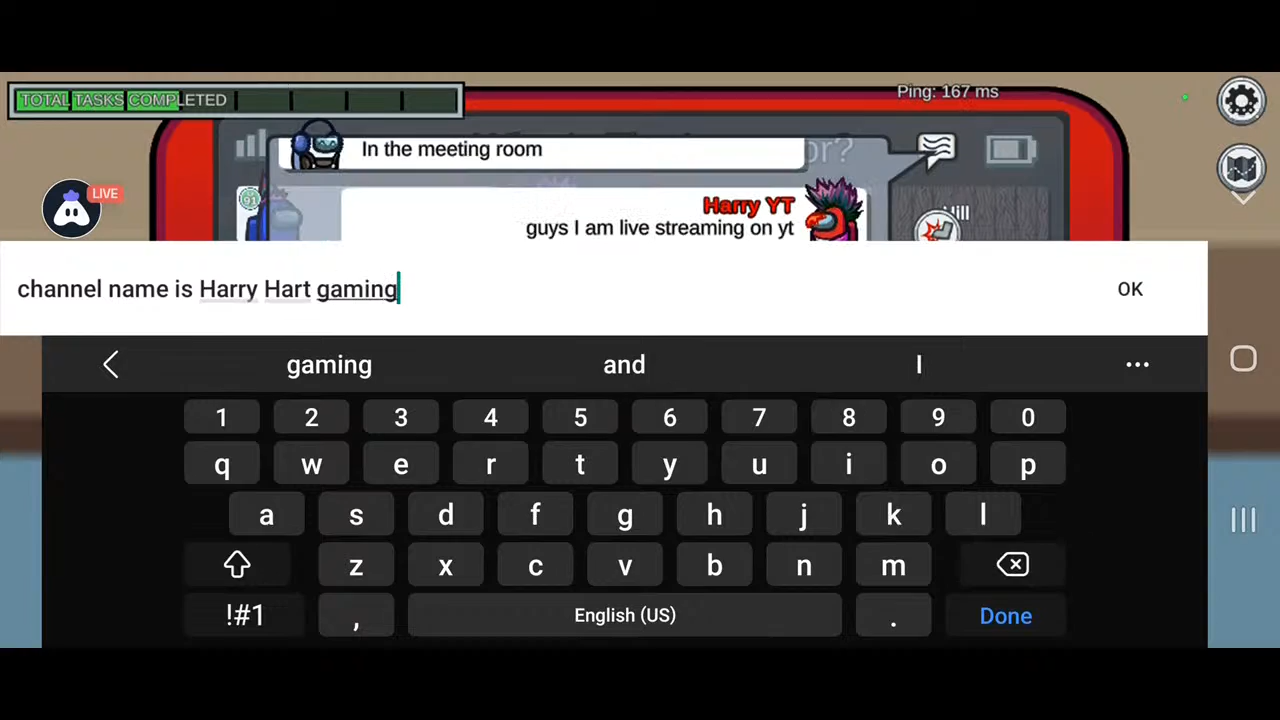 TOTAL TASKS COMPLETED
Ping: 167 ms
or?
In the meeting room
LIVE
91
Harry YT
guys I am live streaming on yt
channel name is Harry Hart gaming
OK
gaming and I
1 2 3 4 5 6 7 8 9 0
q w e r t y u i o p
a s d f g h j k l
z x c v b n m
!#1 , English (US) . Done